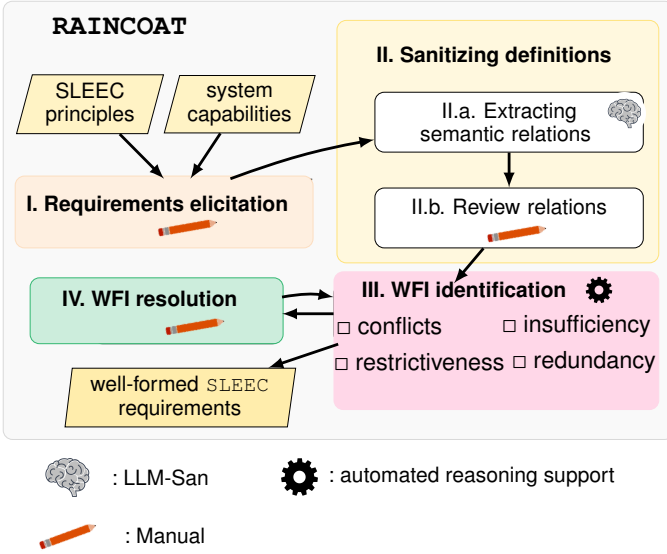 RAINCOAT
SLEEC
principles
system
capabilities
I. Requirements elicitation
II. Sanitizing definitions
II.a. Extracting
semantic relations
II.b. Review relations
III. WFI identification
□ conflicts □ insufficiency
□ restrictiveness □ redundancy
IV. WFI resolution
well-formed SLEEC
requirements
: LLM-San
: automated reasoning support
: Manual